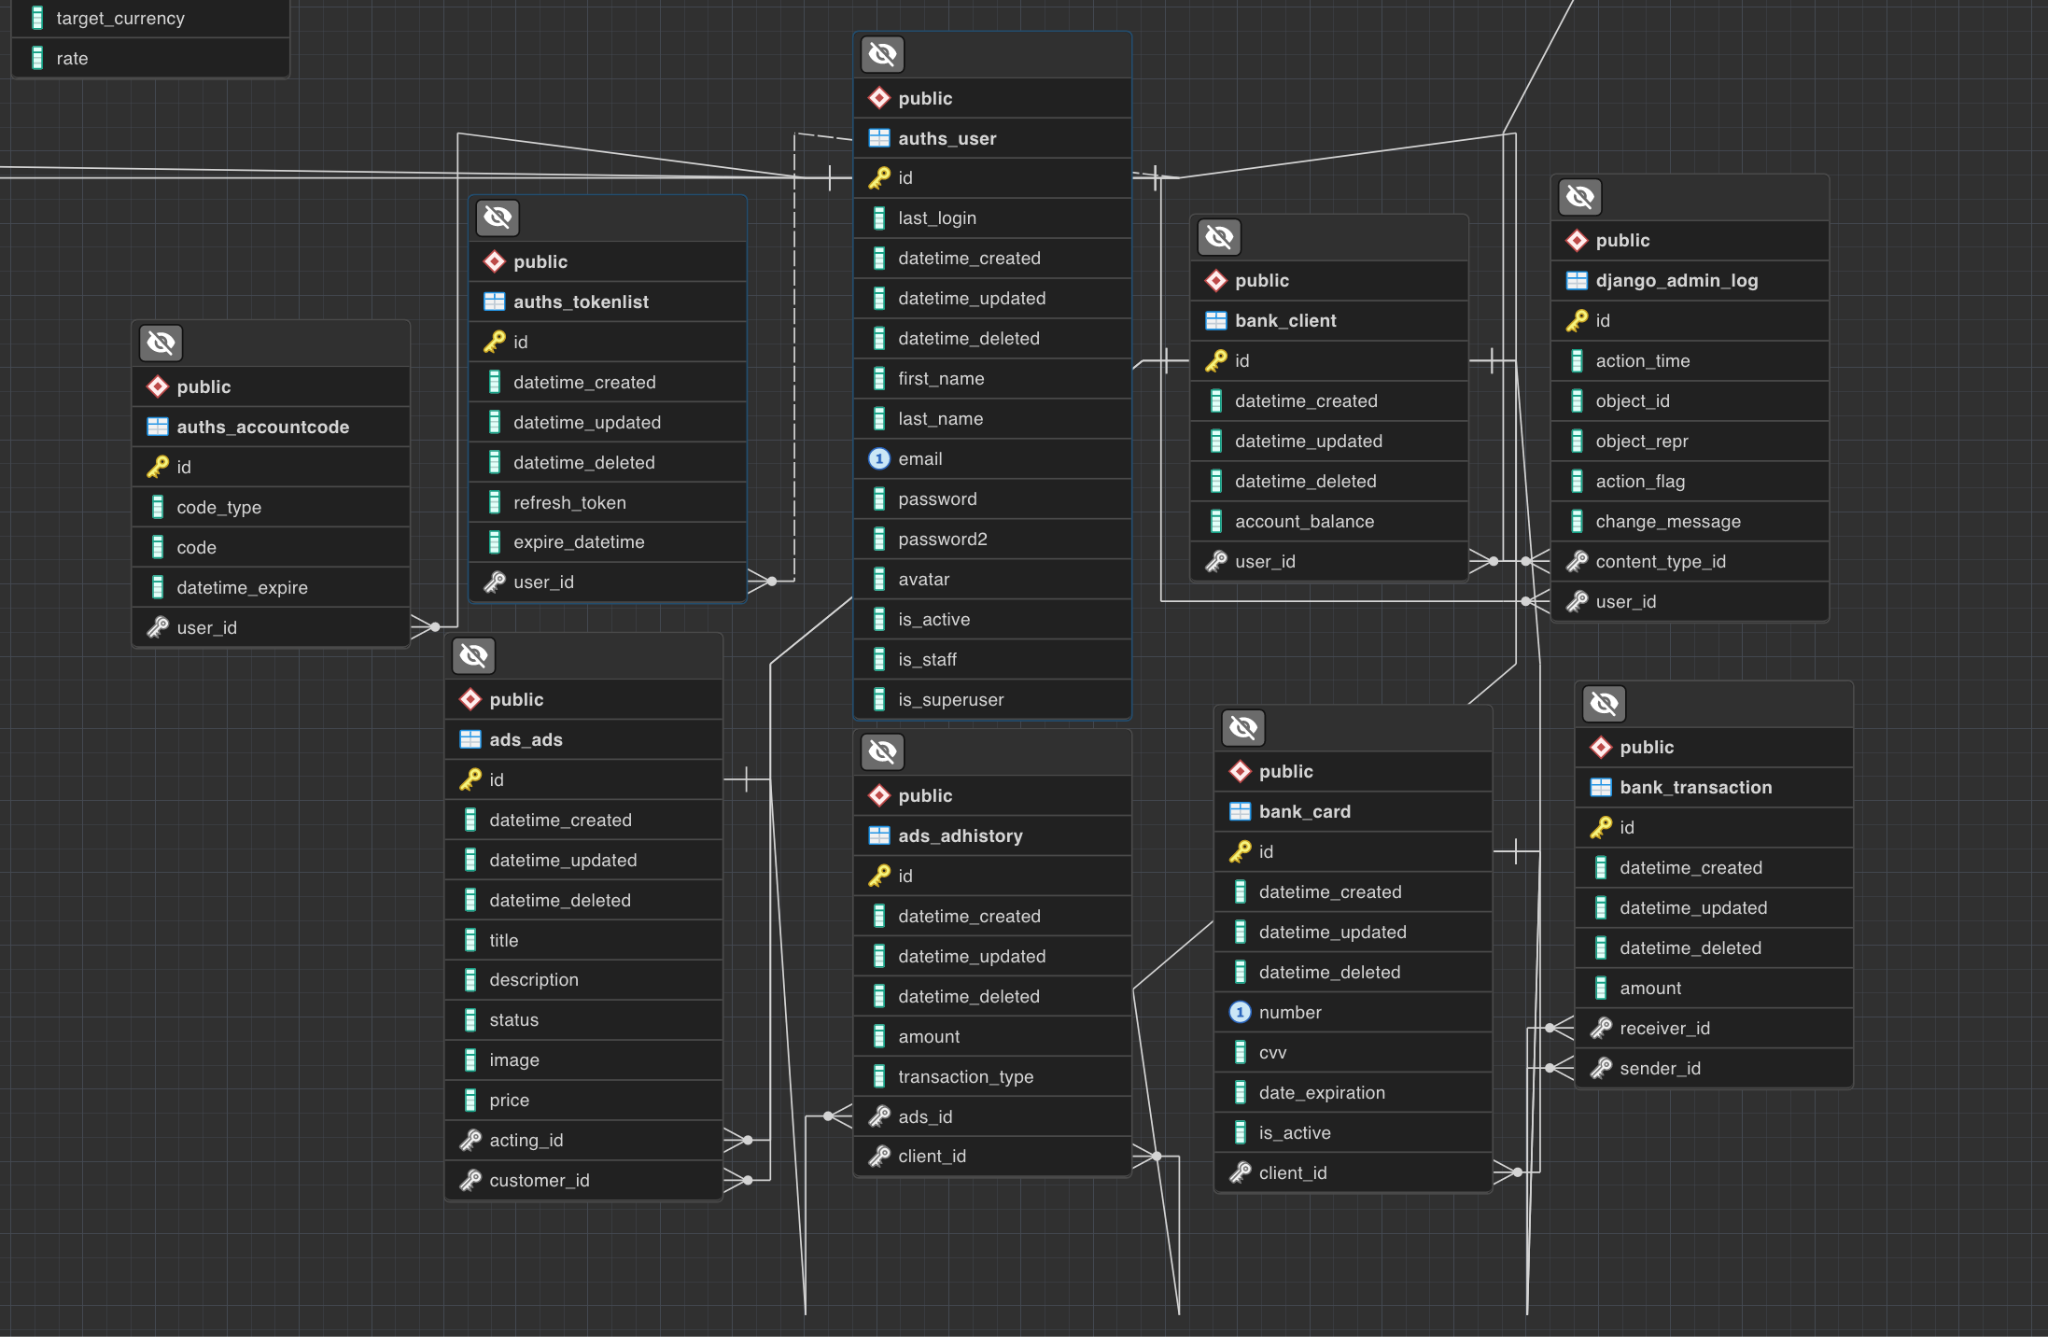 target_currency
rate
public
auths_user
id
last_login
datetime_created
datetime_updated
datetime_deleted
first_name
last_name
1 email
password
password2
avatar
is_active
is_staff
is_superuser
public
auths_tokenlist
id
datetime_created
datetime_updated
datetime_deleted
refresh_token
expire_datetime
user_id
public
auths_accountcode
id
code_type
code
datetime_expire
user_id
public
bank_client
id
datetime_created
datetime_updated
datetime_deleted
account_balance
user_id
public
django_admin_log
id
action_time
object_id
object_repr
action_flag
change_message
content_type_id
user_id
public
ads_ads
id
datetime_created
datetime_updated
datetime_deleted
title
description
status
image
price
acting_id
customer_id
public
ads_adhistory
id
datetime_created
datetime_updated
datetime_deleted
amount
transaction_type
ads_id
client_id
public
bank_card
id
datetime_created
datetime_updated
datetime_deleted
1 number
cvv
date_expiration
is_active
client_id
public
bank_transaction
id
datetime_created
datetime_updated
datetime_deleted
amount
receiver_id
sender_id